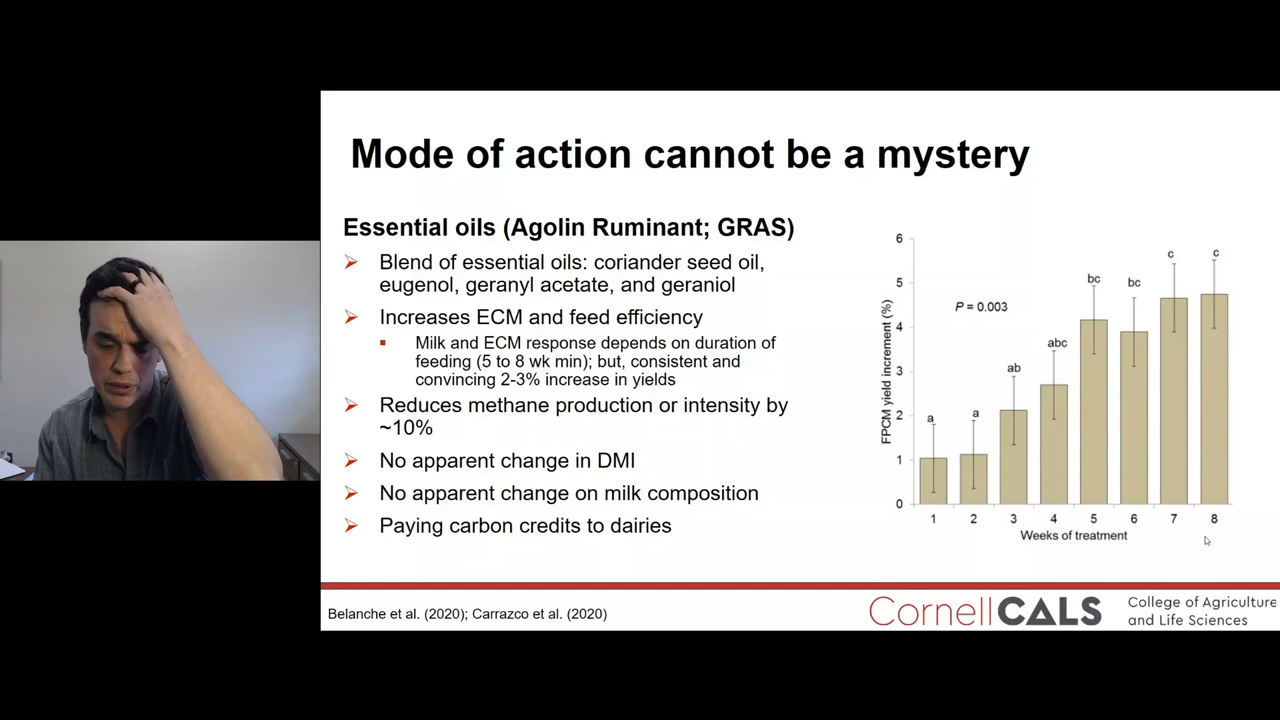 Mode of action cannot be a mystery
Essential oils (Agolin Ruminant; GRAS)
Blend of essential oils: coriander seed oil,
eugenol, geranyl acetate, and geraniol
Increases ECM and feed efficiency
Milk and ECM response depends on duration of
feeding (5 to 8 wk min); but, consistent and
convincing 2-3% increase in yields
Reduces methane production or intensity by
~10%
No apparent change in DMI
No apparent change on milk composition
Paying carbon credits to dairies
FPCM yield increment (%)
6
5
4
3
2
1
0
P = 0.003
a
a
ab
abc
bc
bc
c
c
1 2 3 4 5 6 7 8
Weeks of treatment
Belanche et al. (2020); Carrazco et al. (2020)
CornellCALS
College of Agriculture
and Life Sciences